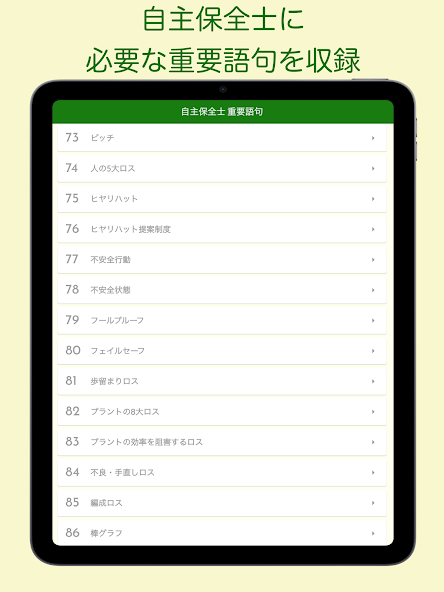 自主保全士に
必要な重要語句を収録
自主保全士 重要語句
73 ピッチ
74 人の5大ロス
75 ヒヤリハット
76 ヒヤリハット提案制度
77 不安全行動
78 不安全状態
79 フールプルーフ
80 フェイルセーフ
81 歩留まりロス
82 プラントの8大ロス
83 プラントの効率を阻害するロス
84 不良・手直しロス
85 編成ロス
86 棒グラフ